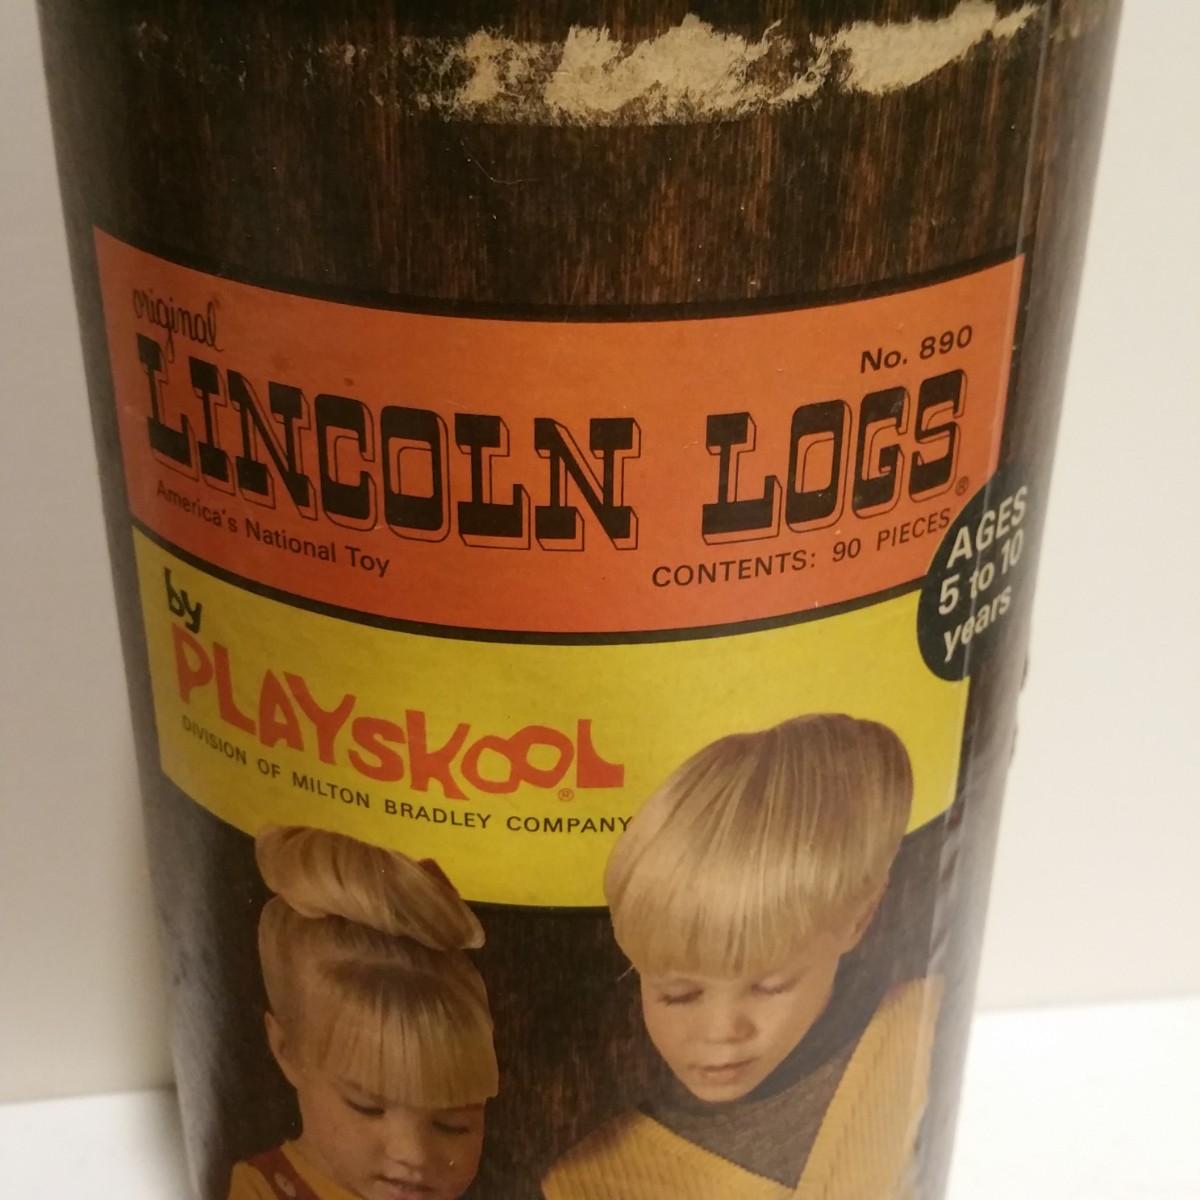 original
No. 890
LINCOLN LOGS®
America's National Toy
CONTENTS: 90 PIECES
AGES
5 to 10
years
by
PLAYSKOOL®
DIVISION OF MILTON BRADLEY COMPANY